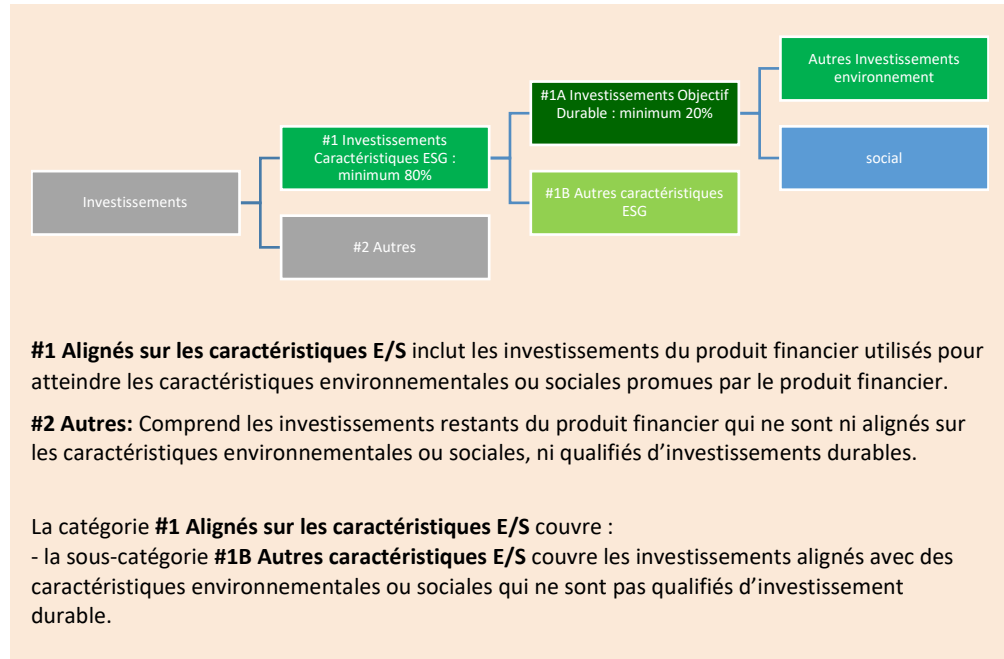 Autres Investissements
environnement
#1A Investissements Objectif
Durable : minimum 20%
#1 Investissements
Caractéristiques ESG :
minimum 80%
social
Investissements
#1B Autres caractéristiques
ESG
#2 Autres
#1 Alignés sur les caractéristiques E/S inclut les investissements du produit financier utilisés pour
atteindre les caractéristiques environnementales ou sociales promues par le produit financier.
#2 Autres: Comprend les investissements restants du produit financier qui ne sont ni alignés sur
les caractéristiques environnementales ou sociales, ni qualifiés d’investissements durables.
La catégorie #1 Alignés sur les caractéristiques E/S couvre :
- la sous-catégorie #1B Autres caractéristiques E/S couvre les investissements alignés avec des
caractéristiques environnementales ou sociales qui ne sont pas qualifiés d’investissement
durable.